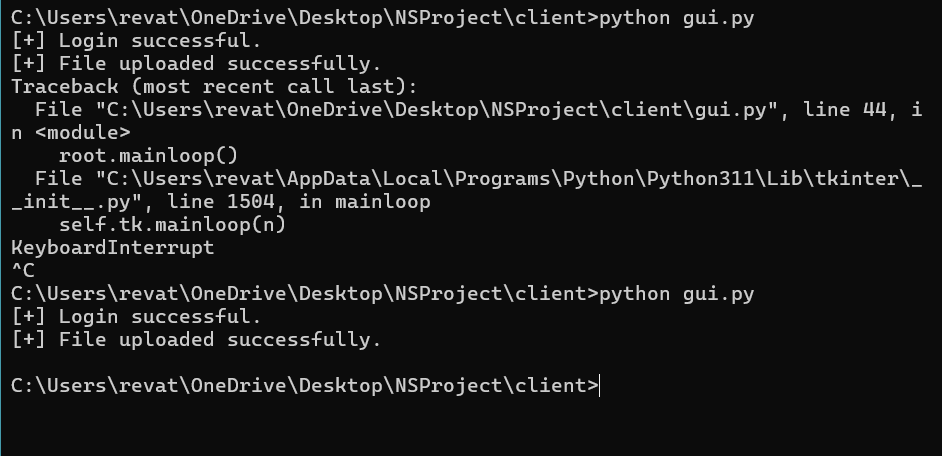 C:\Users\revat\OneDrive\Desktop\NSProject\client>python gui.py
[+] Login successful.
[+] File uploaded successfully.
Traceback (most recent call last):
  File "C:\Users\revat\OneDrive\Desktop\NSProject\client\gui.py", line 44, i
n <module>
    root.mainloop()
  File "C:\Users\revat\AppData\Local\Programs\Python\Python311\Lib\tkinter\_
_init__.py", line 1504, in mainloop
    self.tk.mainloop(n)
KeyboardInterrupt
^C
C:\Users\revat\OneDrive\Desktop\NSProject\client>python gui.py
[+] Login successful.
[+] File uploaded successfully.

C:\Users\revat\OneDrive\Desktop\NSProject\client>